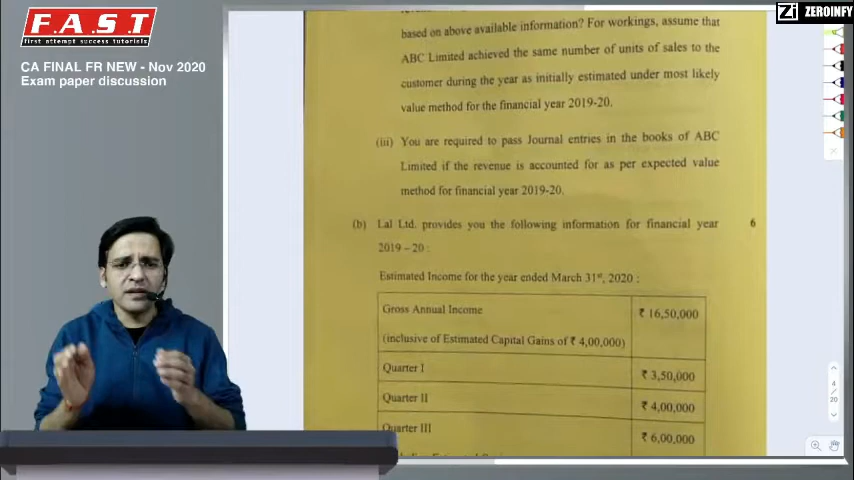 F.A.S.T
first attempt success tutorials
CA FINAL FR NEW - Nov 2020
Exam paper discussion
Zi ZEROINFY
based on above available information? For workings, assume that
ABC Limited achieved the same number of units of sales to the
customer during the year as initially estimated under most likely
value method for the financial year 2019-20.
(iii) You are required to pass Journal entries in the books of ABC
Limited if the revenue is accounted for as per expected value
method for financial year 2019-20.
(b) Lal Ltd. provides you the following information for financial year 6
2019 – 20 :
Estimated Income for the year ended March 31st, 2020 :
Gross Annual Income ₹ 16,50,000
(inclusive of Estimated Capital Gains of ₹ 4,00,000)
Quarter I ₹ 3,50,000
Quarter II ₹ 4,00,000
Quarter III ₹ 6,00,000
4
/
20